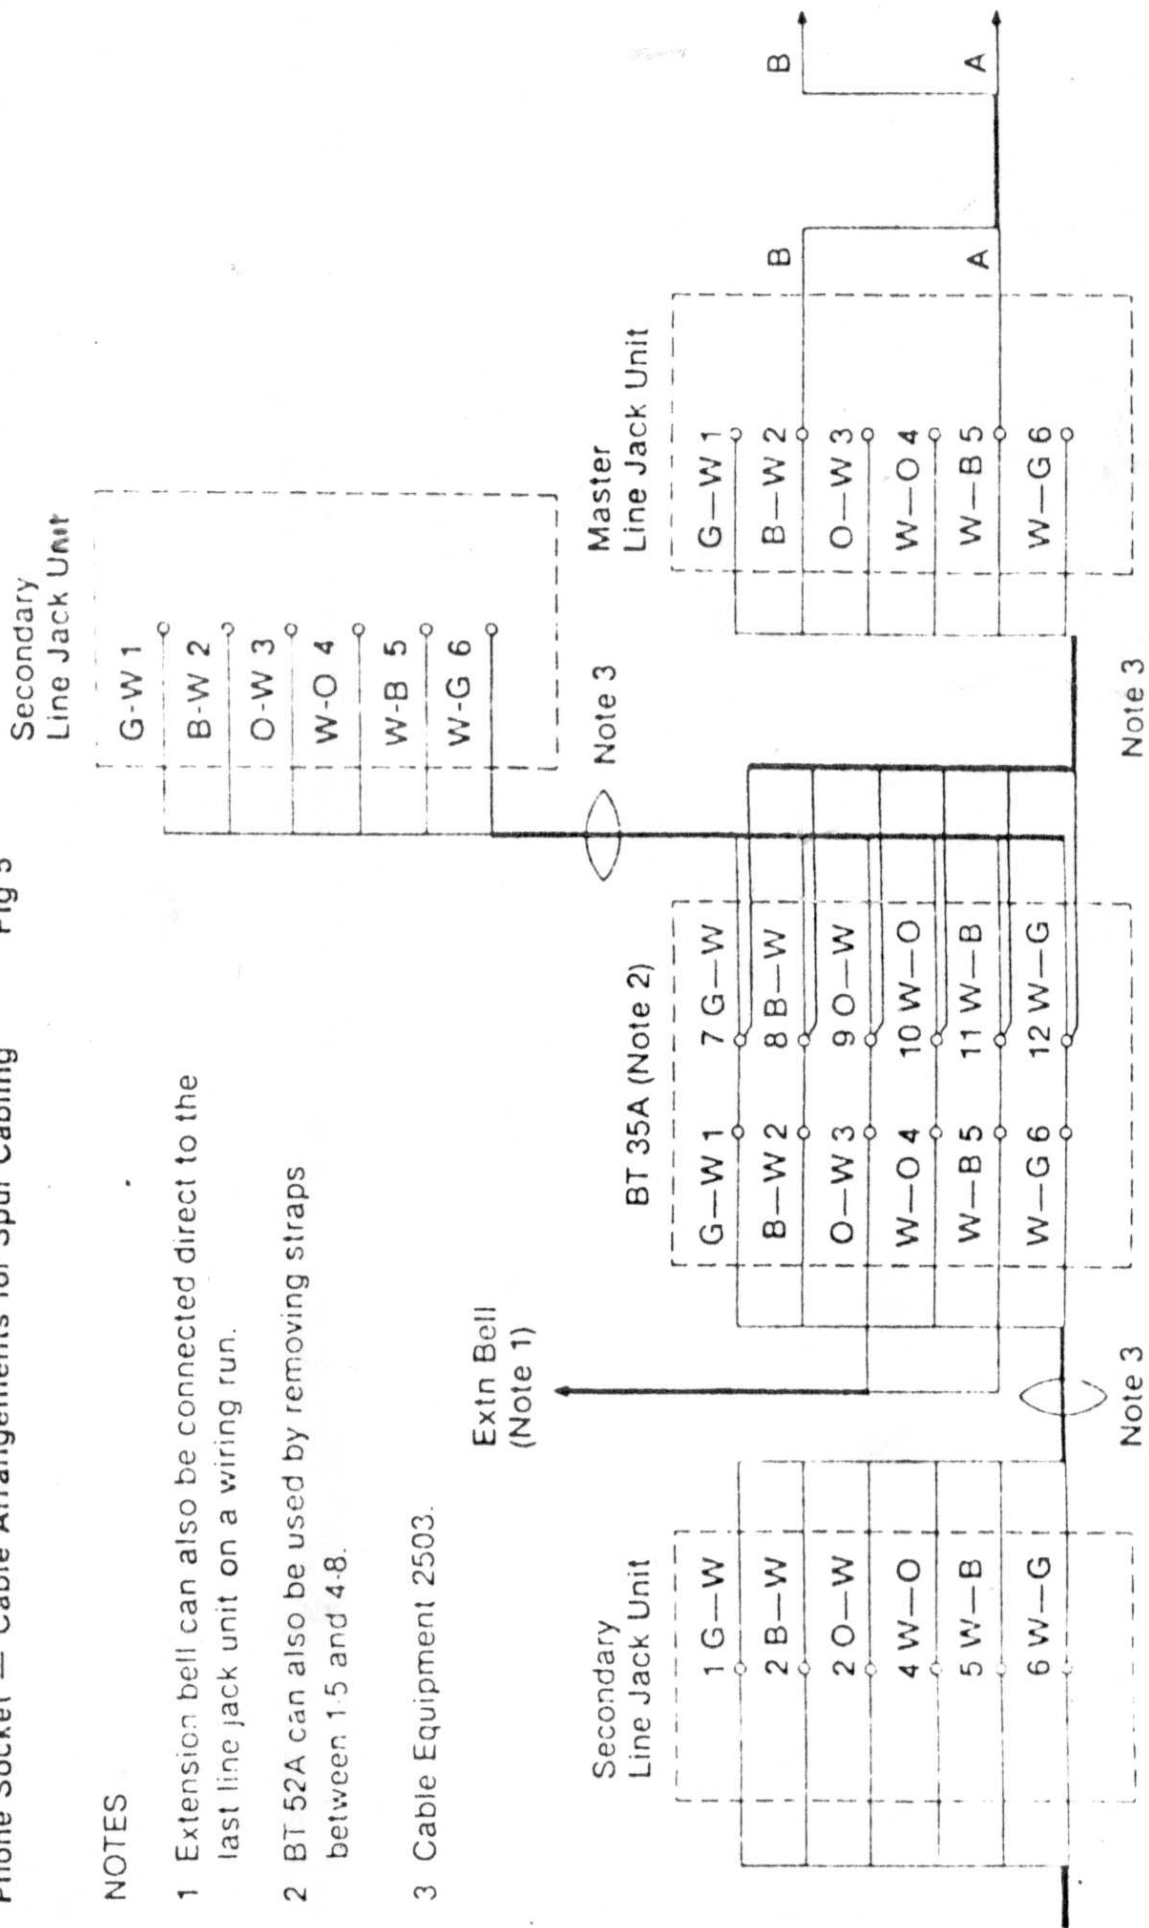 Phone Socket — Cable Arrangements for Spur Cabling Fig 5
NOTES
1 Extension bell can also be connected direct to the
last line jack unit on a wiring run.
2 BT 52A can also be used by removing straps
between 1-5 and 4-8.
3 Cable Equipment 2503.
Secondary
Line Jack Unit
G-W 1
B-W 2
O-W 3
W-O 4
W-B 5
W-G 6
Note 3
Extn Bell
(Note 1)
Secondary
Line Jack Unit
1 G—W
2 B—W
2 O—W
4 W—O
5 W—B
6 W—G
Note 3
BT 35A (Note 2)
G—W 1 7 G—W
B—W 2 8 B—W
O—W 3 9 O—W
W—O 4 10 W—O
W—B 5 11 W—B
W—G 6 12 W—G
Note 3
Master
Line Jack Unit
G—W 1
B—W 2
O—W 3
W—O 4
W—B 5
W—G 6
B B
A A